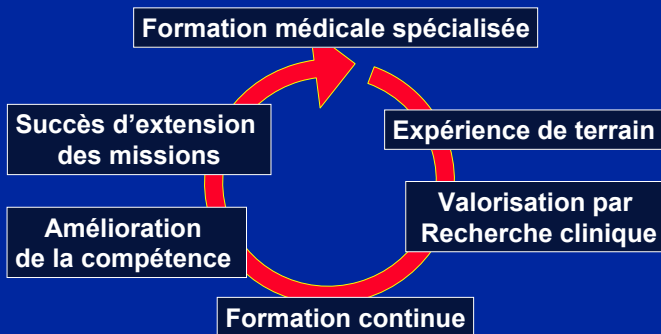 Formation médicale spécialisée
Expérience de terrain
Valorisation par
Recherche clinique
Formation continue
Amélioration
de la compétence
Succès d’extension
des missions